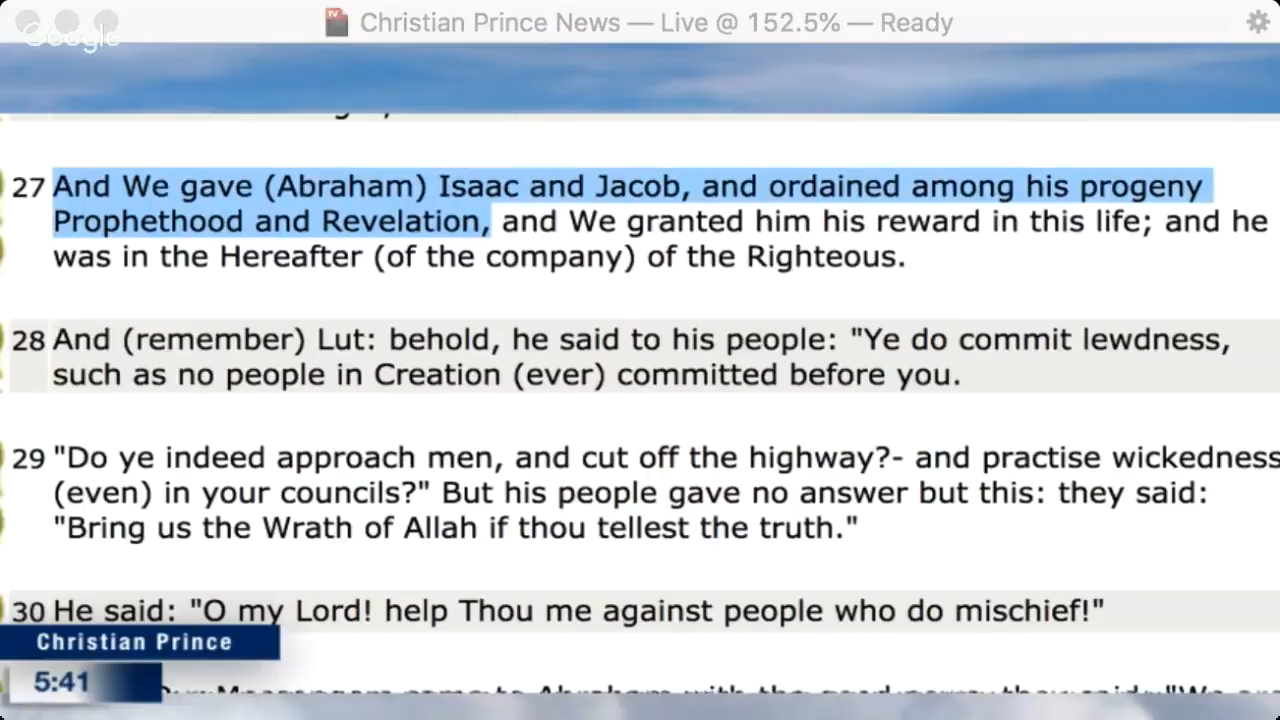 Christian Prince News — Live @ 152.5% — Ready
Google
27 And We gave (Abraham) Isaac and Jacob, and ordained among his progeny
Prophethood and Revelation, and We granted him his reward in this life; and he
was in the Hereafter (of the company) of the Righteous.
28 And (remember) Lut: behold, he said to his people: "Ye do commit lewdness,
such as no people in Creation (ever) committed before you.
29 "Do ye indeed approach men, and cut off the highway?- and practise wickedness
(even) in your councils?" But his people gave no answer but this: they said:
"Bring us the Wrath of Allah if thou tellest the truth."
30 He said: "O my Lord! help Thou me against people who do mischief!"
Christian Prince
5:41